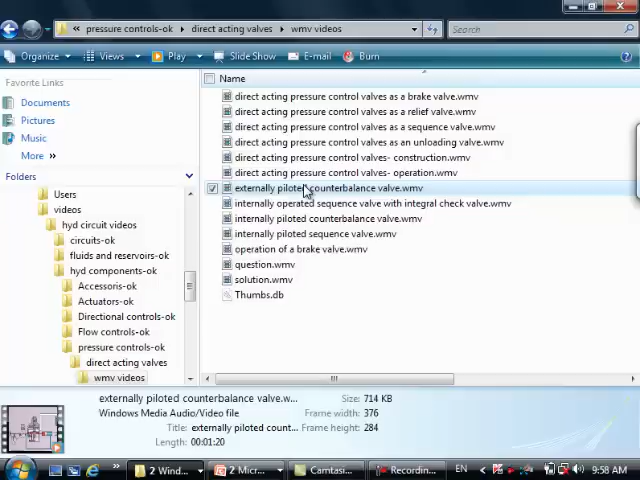 « pressure controls-ok ▸ direct acting valves ▸ wmv videos
Search
Organize Views Play Slide Show E-mail Burn
Favorite Links
Documents
Pictures
Music
More »
Folders
Users
videos
hyd circuit videos
circuits-ok
fluids and reservoirs-ok
hyd components-ok
Accessoris-ok
Actuators-ok
Directional controls-ok
Flow controls-ok
pressure controls-ok
direct acting valves
wmv videos
Name
direct acting pressure control valves as a brake valve.wmv
direct acting pressure control valves as a relief valve.wmv
direct acting pressure control valves as a sequence valve.wmv
direct acting pressure control valves as an unloading valve.wmv
direct acting pressure control valves- construction.wmv
direct acting pressure control valves- operation.wmv
externally piloted counterbalance valve.wmv
internally operated sequence valve with integral check valve.wmv
internally piloted counterbalance valve.wmv
internally piloted sequence valve.wmv
operation of a brake valve.wmv
question.wmv
solution.wmv
Thumbs.db
externally piloted counterbalance valve.w... Size: 714 KB
Windows Media Audio/Video file Frame width: 376
Title: externally piloted count... Frame height: 284
Length: 00:01:20
» 2 Wind... 2 Micr... Camtasi... Recordin... EN « 9:58 AM